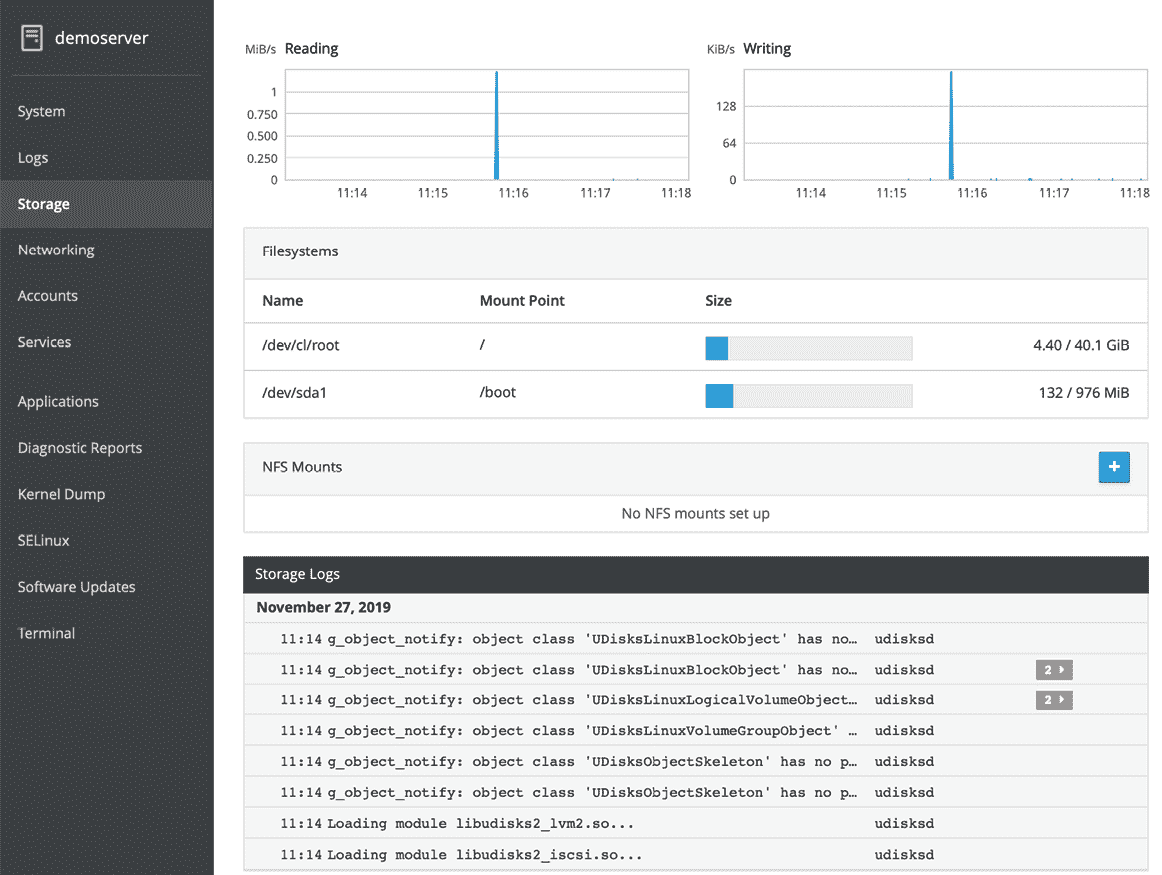 demoserver
System
Logs
Storage
Networking
Accounts
Services
Applications
Diagnostic Reports
Kernel Dump
SELinux
Software Updates
Terminal
MiB/s Reading
1
0.750
0.500
0.250
0
11:14 11:15 11:16 11:17 11:18
KiB/s Writing
128
64
0
11:14 11:15 11:16 11:17 11:18
Filesystems
Name Mount Point Size
/dev/cl/root / 4.40 / 40.1 GiB
/dev/sda1 /boot 132 / 976 MiB
NFS Mounts +
No NFS mounts set up
Storage Logs
November 27, 2019
11:14 g_object_notify: object class 'UDisksLinuxBlockObject' has no… udisksd
11:14 g_object_notify: object class 'UDisksLinuxBlockObject' has no… udisksd 2
11:14 g_object_notify: object class 'UDisksLinuxLogicalVolumeObject… udisksd 2
11:14 g_object_notify: object class 'UDisksLinuxVolumeGroupObject' … udisksd
11:14 g_object_notify: object class 'UDisksObjectSkeleton' has no p… udisksd
11:14 g_object_notify: object class 'UDisksObjectSkeleton' has no p… udisksd
11:14 Loading module libudisks2_lvm2.so... udisksd
11:14 Loading module libudisks2_iscsi.so... udisksd